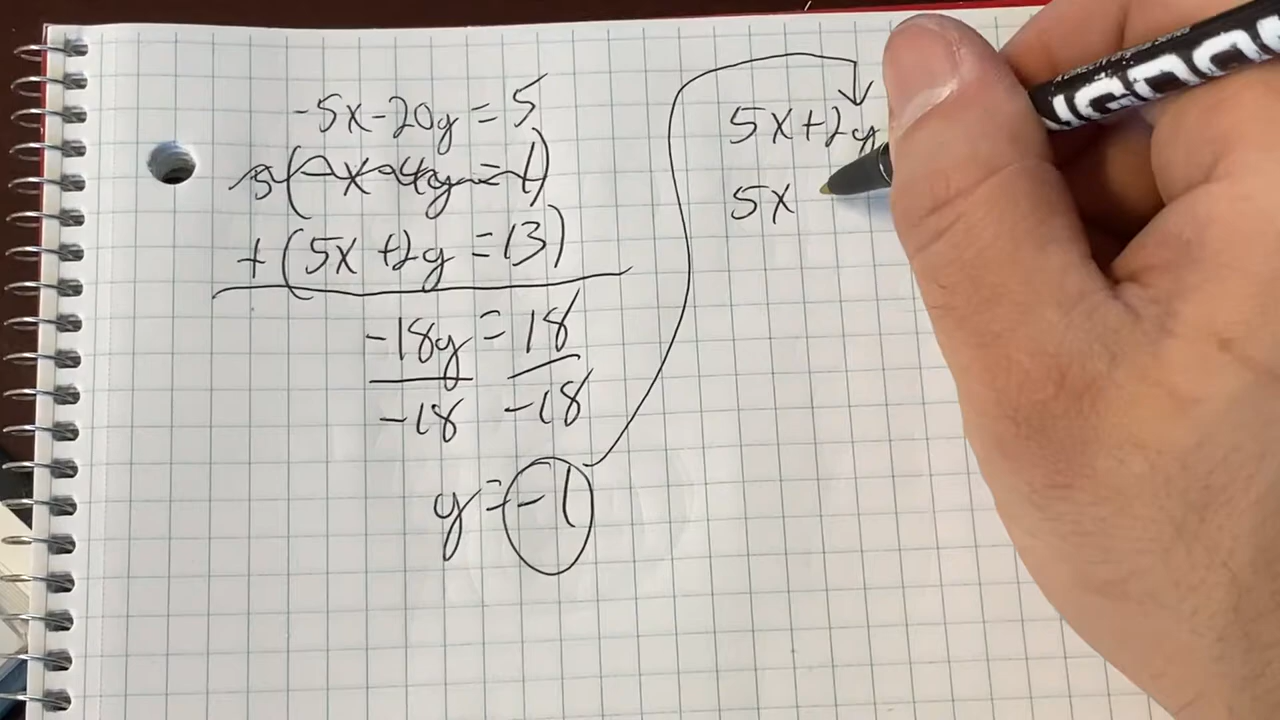 -5x-20y=5
5(-x-4y=1)
+(5x+2y=13)
-18y=18
-18 -18
y=-1
5x+2y
5x